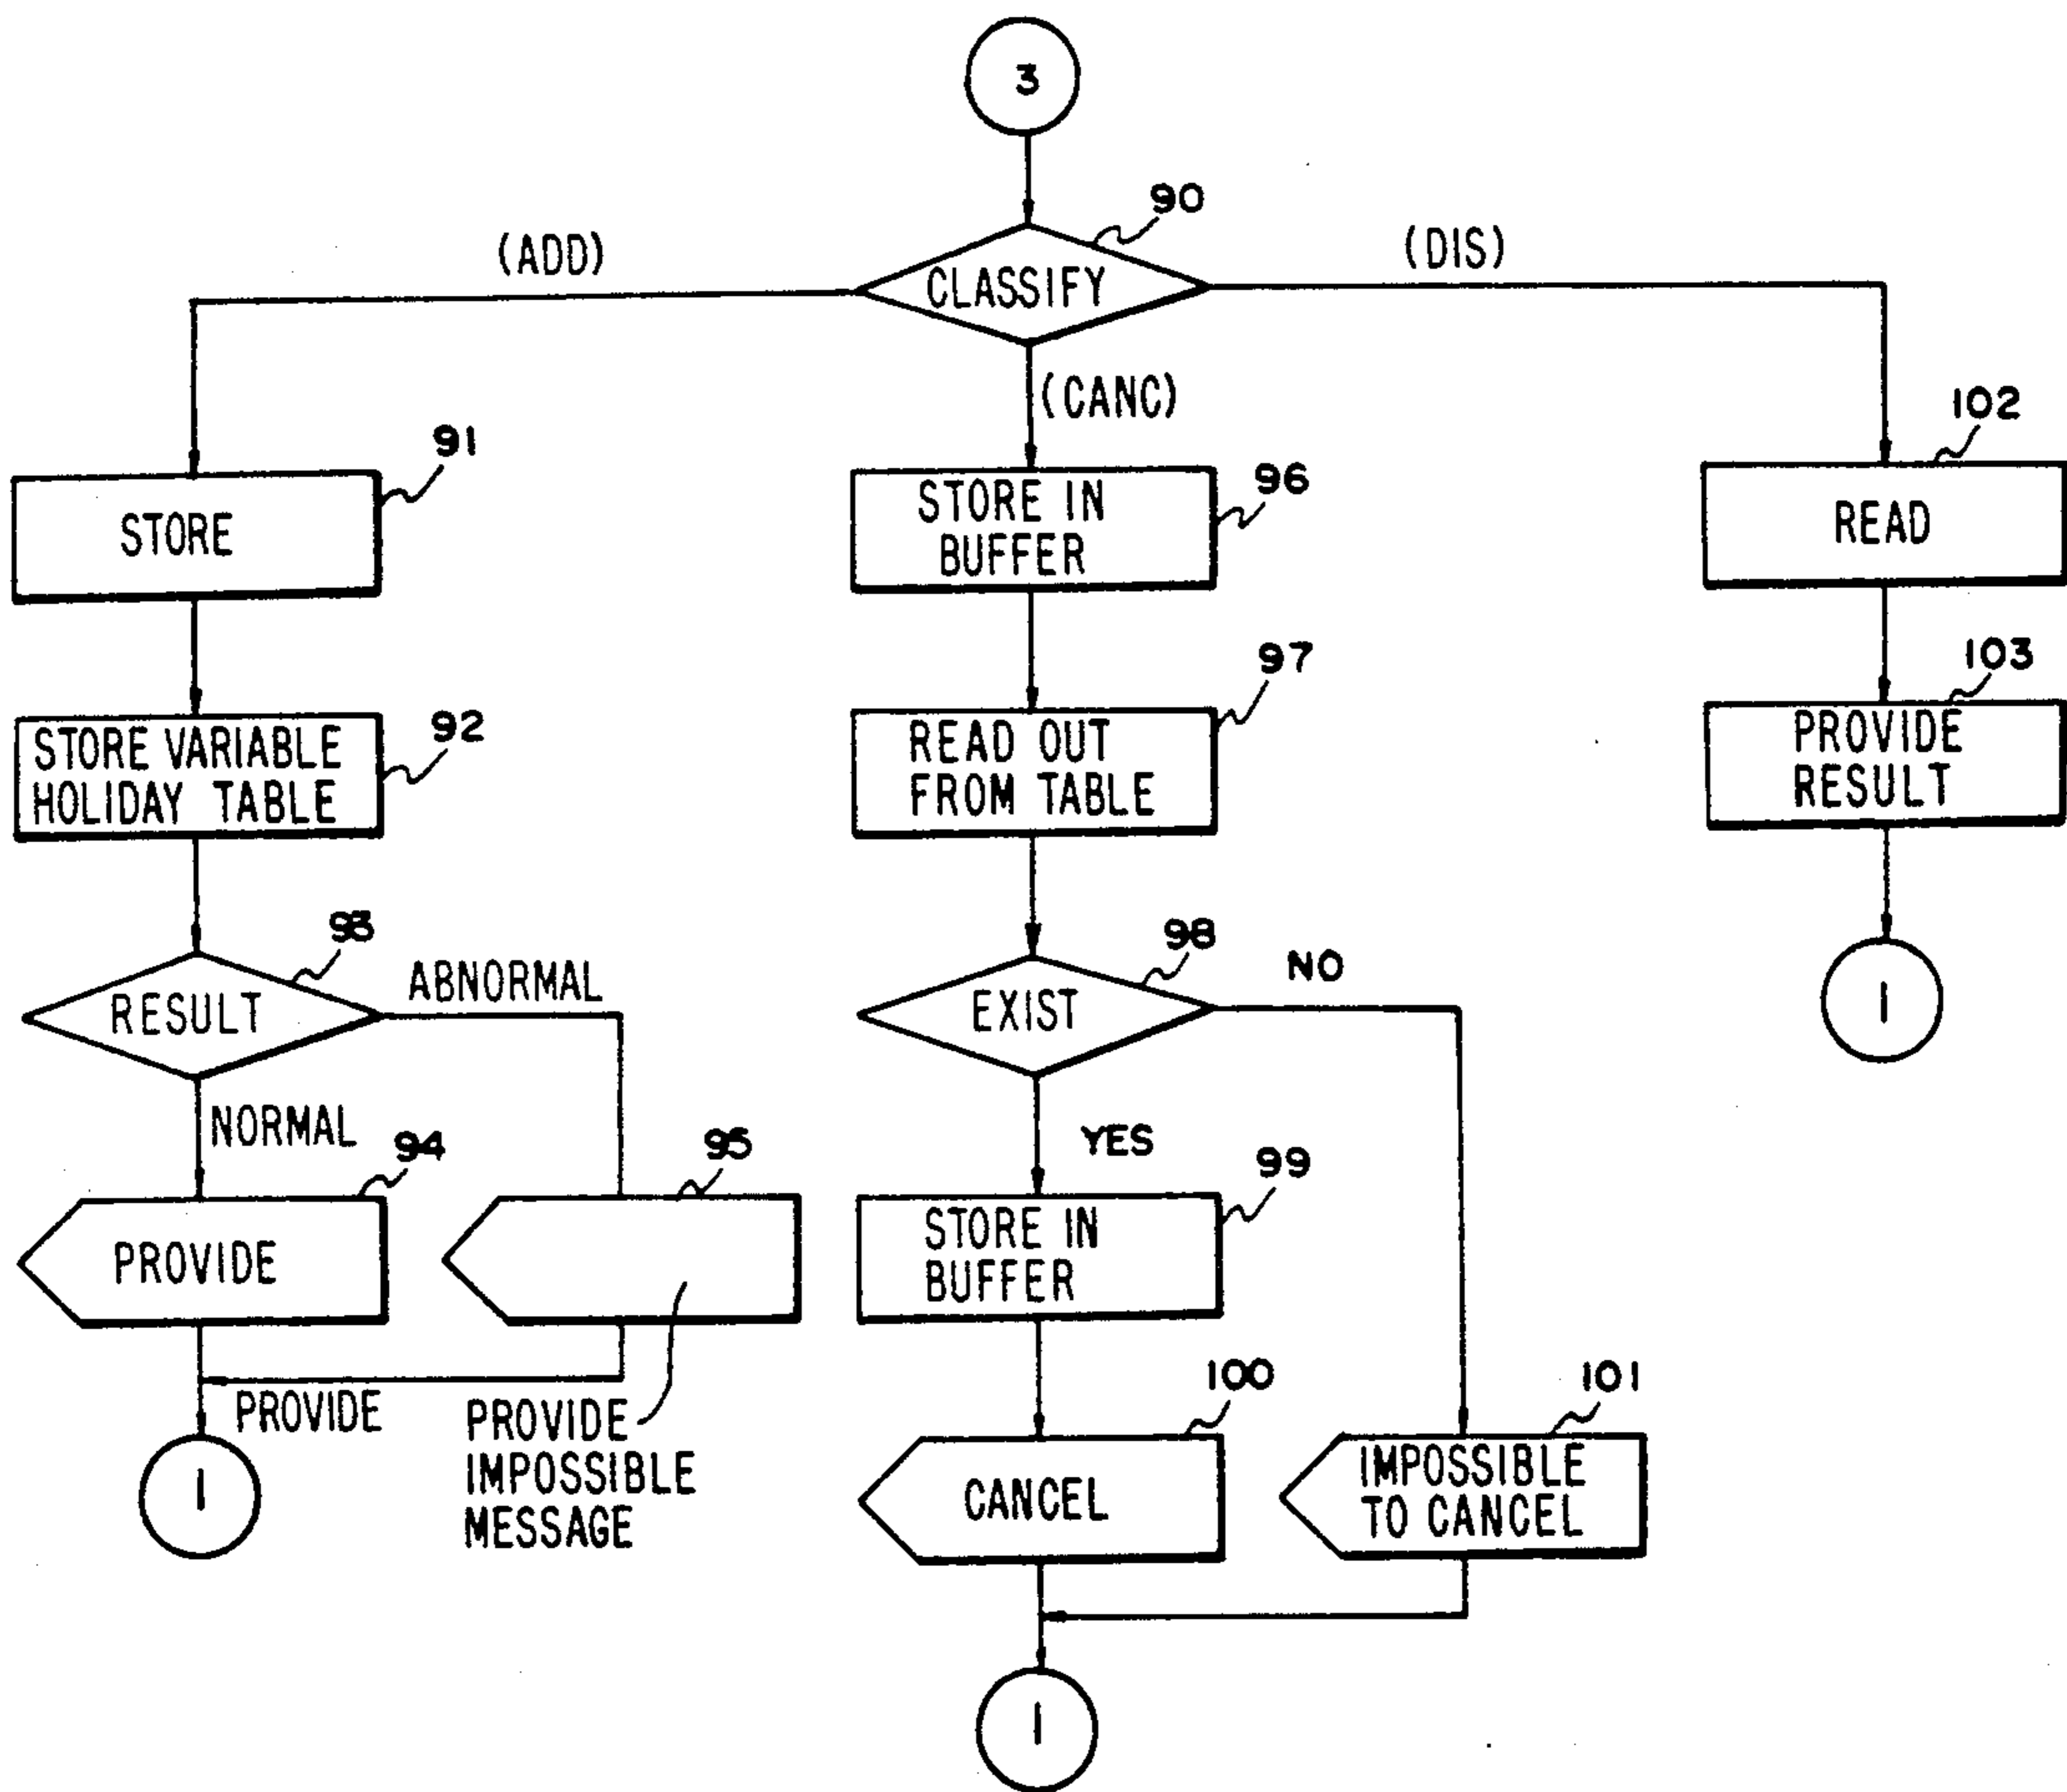 3
90
(ADD)
CLASSIFY
(DIS)
(CANC)
91
STORE
96
STORE IN
BUFFER
102
READ
92
STORE VARIABLE
HOLIDAY TABLE
97
READ OUT
FROM TABLE
103
PROVIDE
RESULT
93
RESULT
ABNORMAL
98
EXIST
NO
1
NORMAL
94
PROVIDE
95
YES
99
STORE IN
BUFFER
PROVIDE
PROVIDE
IMPOSSIBLE
MESSAGE
1
100
CANCEL
101
IMPOSSIBLE
TO CANCEL
1